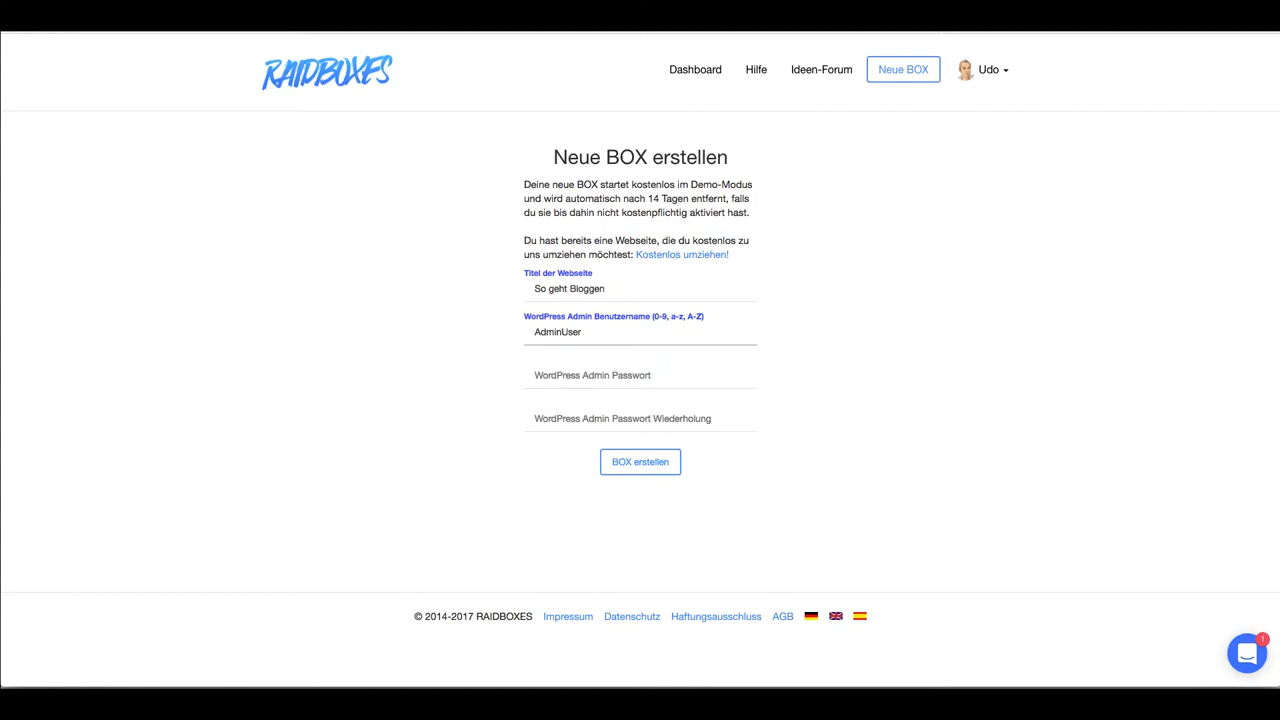 RAIDBOXES
Dashboard
Hilfe
Ideen-Forum
Neue BOX
Udo
Neue BOX erstellen
Deine neue BOX startet kostenlos im Demo-Modus
und wird automatisch nach 14 Tagen entfernt, falls
du sie bis dahin nicht kostenpflichtig aktiviert hast.
Du hast bereits eine Webseite, die du kostenlos zu
uns umziehen möchtest: Kostenlos umziehen!
Titel der Webseite
So geht Bloggen
WordPress Admin Benutzername (0-9, a-z, A-Z)
AdminUser
WordPress Admin Passwort
WordPress Admin Passwort Wiederholung
BOX erstellen
© 2014-2017 RAIDBOXES Impressum Datenschutz Haftungsausschluss AGB
1